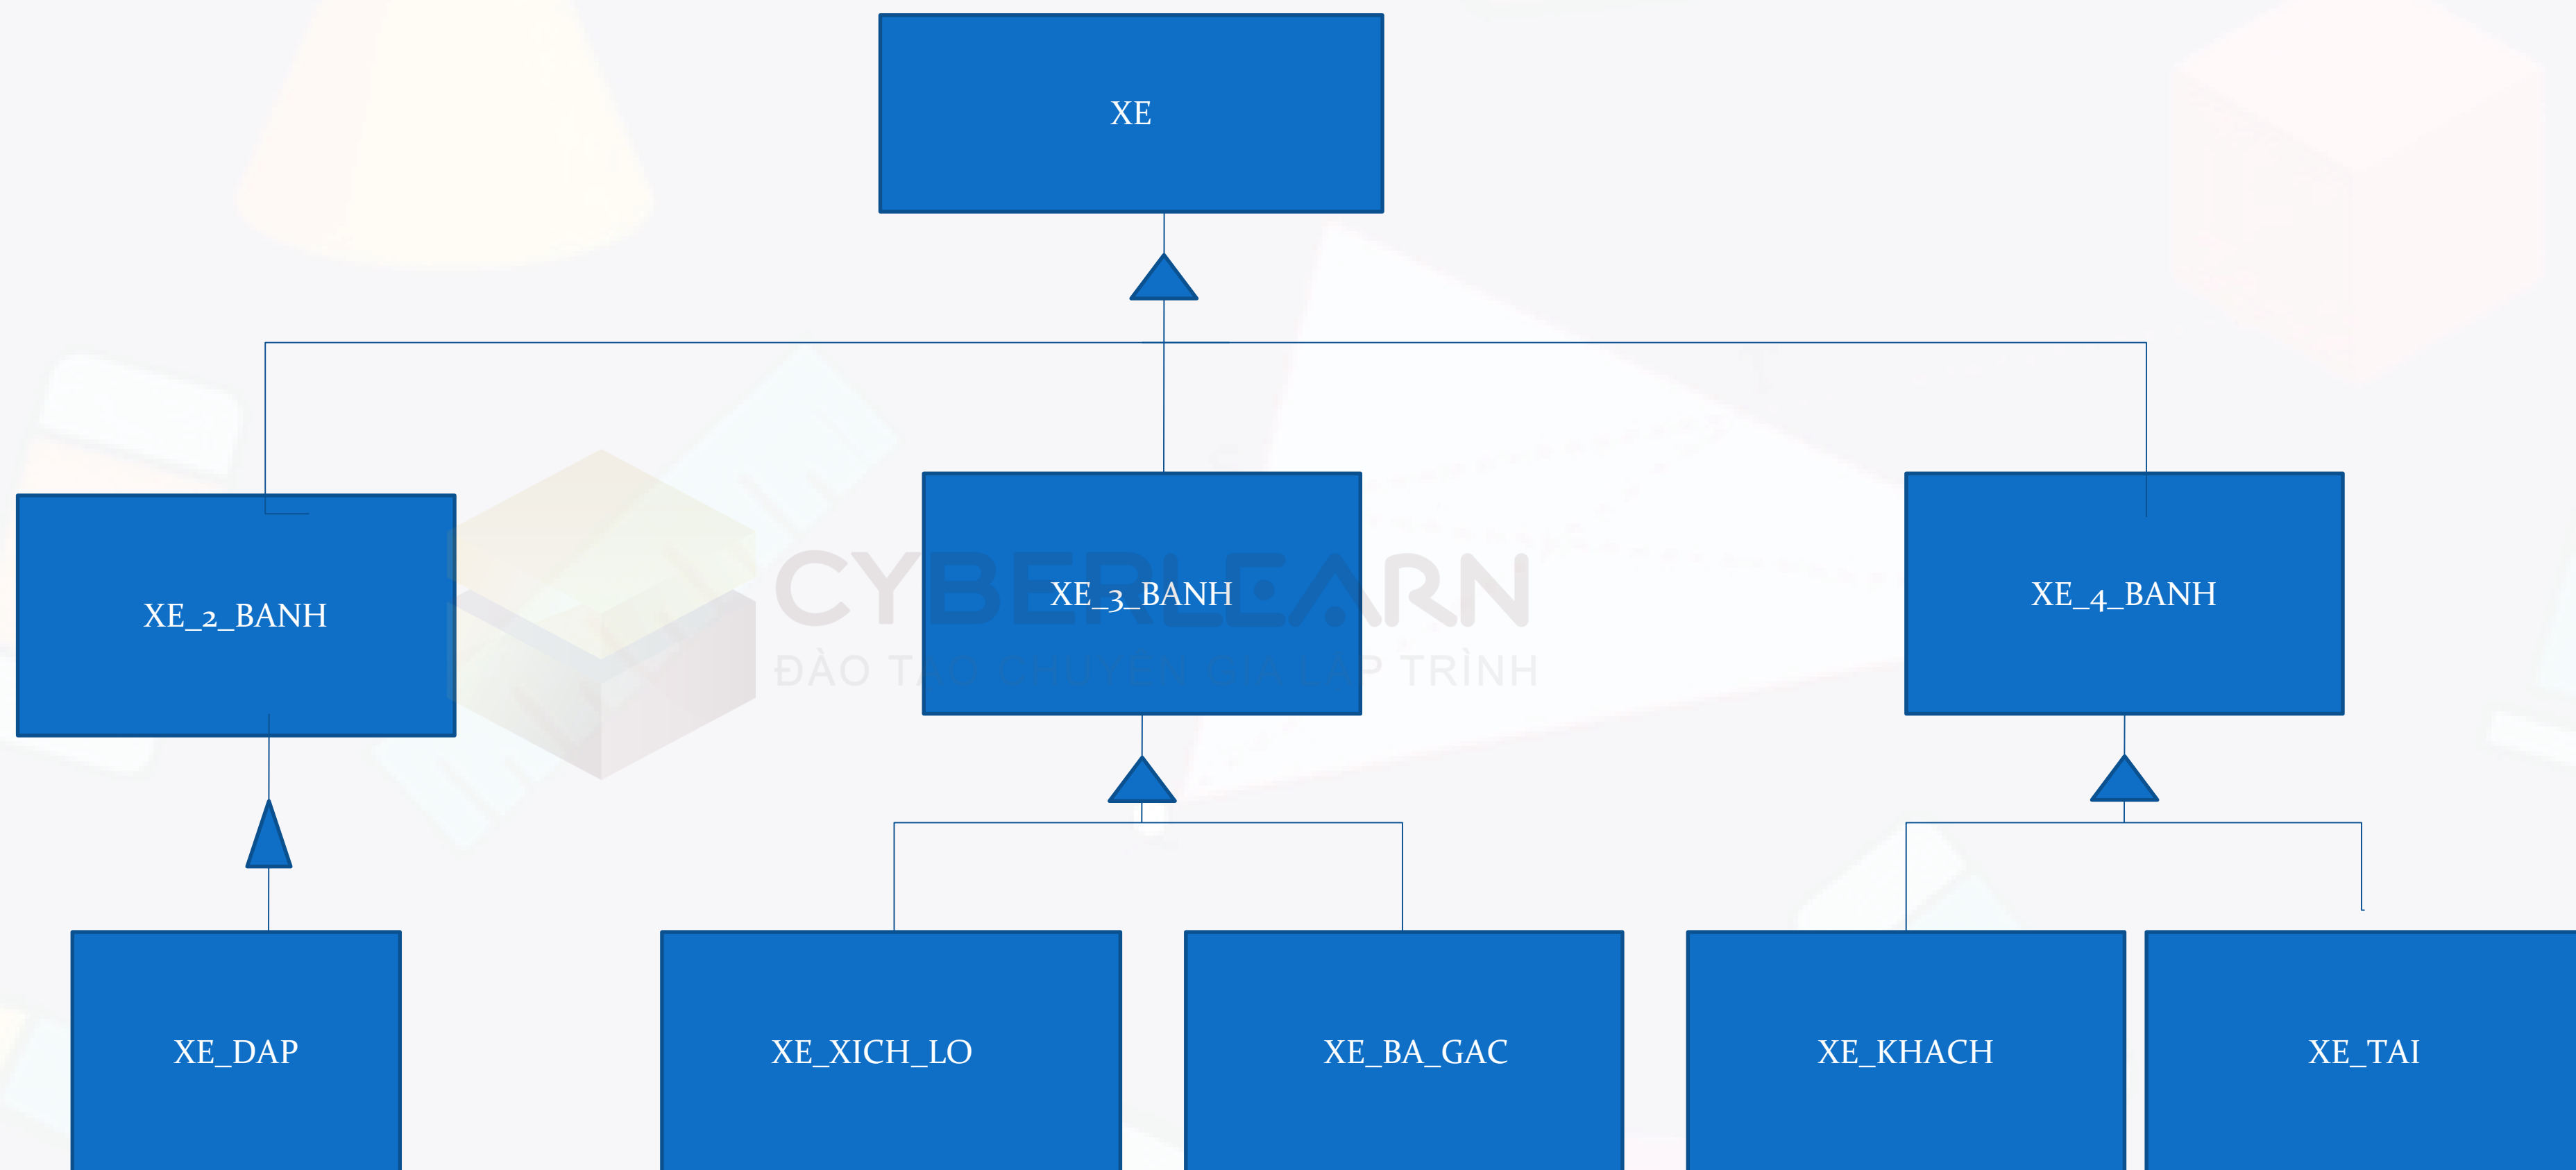 XE
XE_2_BANH
XE_3_BANH
XE_4_BANH
CYBERLEARN
ĐÀO TẠO CHUYÊN GIA LẬP TRÌNH
XE_DAP
XE_XICH_LO
XE_BA_GAC
XE_KHACH
XE_TAI